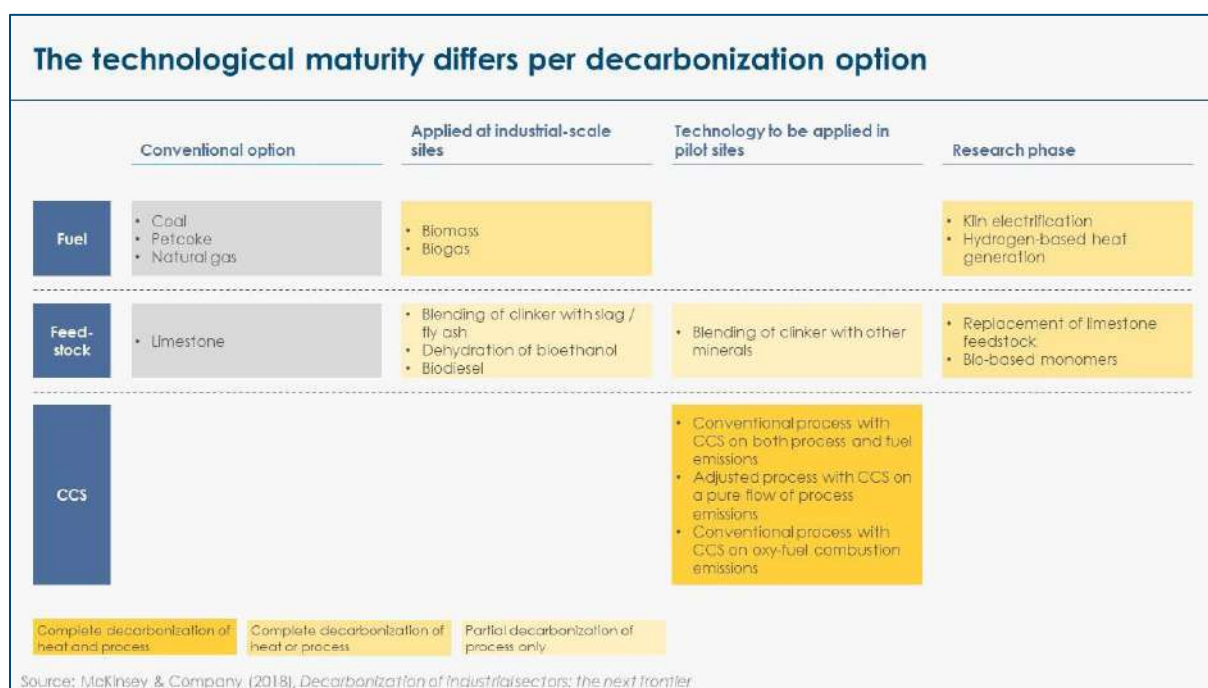 The technological maturity differs per decarbonization option
Conventional option
Applied at industrial-scale
sites
Technology to be applied in
pilot sites
Research phase
Fuel
• Coal
• Petcoke
• Natural gas
• Biomass
• Biogas
• Kiln electrification
• Hydrogen-based heat
generation
Feed-
stock
• Limestone
• Blending of clinker with slag /
fly ash
• Dehydration of bioethanol
• Biodiesel
• Blending of clinker with other
minerals
• Replacement of limestone
feedstock
• Bio-based monomers
CCS
• Conventional process with
CCS on both process and fuel
emissions
• Adjusted process with CCS on
a pure flow of process
emissions
• Conventional process with
CCS on oxy-fuel combustion
emissions
Complete decarbonization of
heat and process
Complete decarbonization of
heat or process
Partial decarbonization of
process only
Source: McKinsey & Company (2018), Decarbonization of industrial sectors: the next frontier